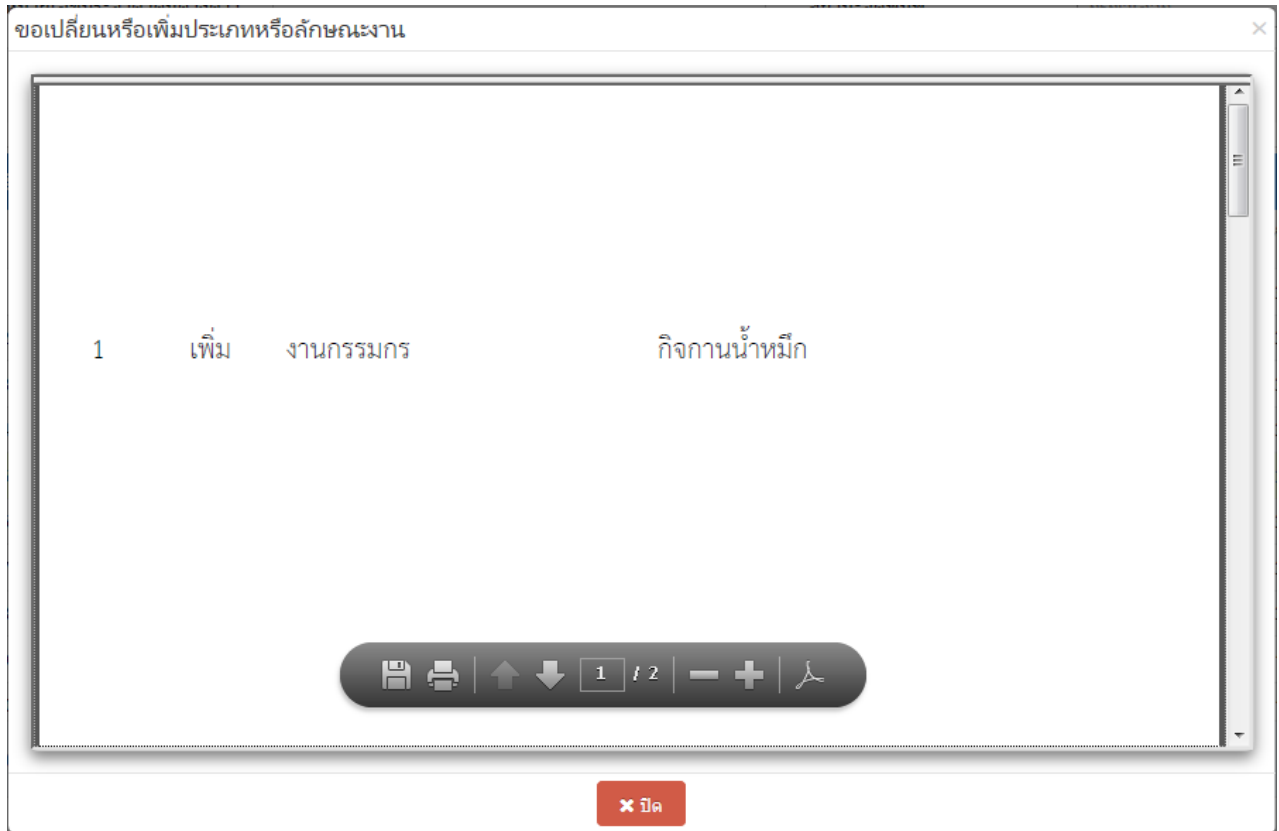 ขอเปลี่ยนหรือเพิ่มประเภทหรือลักษณะงาน ×
1 เพิ่ม งานกรรมกร กิจกานน้ำหมึก
1 / 2
ปิด